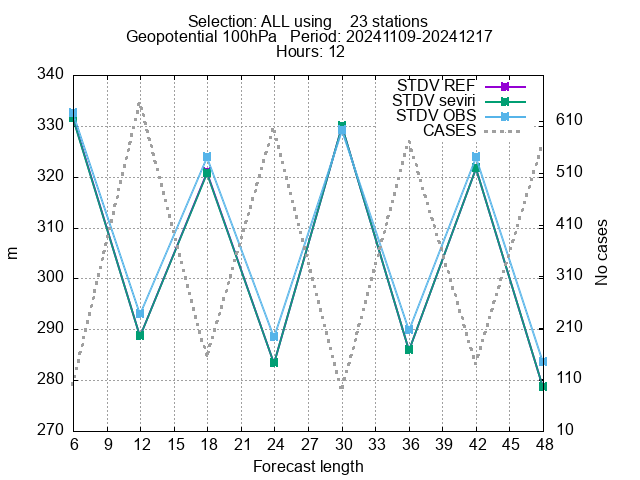 Selection: ALL using    23 stations
Geopotential 100hPa   Period: 20241109-20241217
Hours: 12
STDV REF
STDV seviri
STDV OBS
CASES
340
330
320
310
300
290
280
270
m
610
510
410
310
210
110
10
No cases
6 9 12 15 18 21 24 27 30 33 36 39 42 45 48
Forecast length